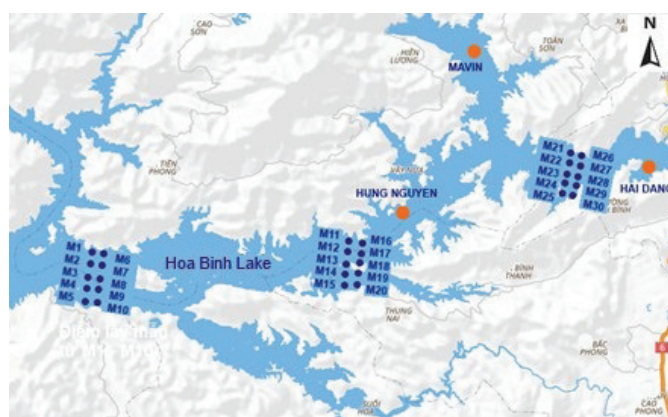 CAO
SƠN
HIỀN
LƯƠNG
TOÀN
SƠN
N
MAVIN
TIỀN
PHONG
VẦY NƯA
HUNG NGUYEN
M21
M22
M23
M24
M25
M26
M27
M28
M29
M30
HAI DANG
BÌNH
M1
M2
M3
M4
M5
M6
M7
M8
M9
M10
Hoa Binh Lake
M11
M12
M13
M14
M15
M16
M17
M18
M19
M20
BÌNH
THANH
THUNG
NAI
BẮC
PHONG
6
SUỐI
HOA
CAO
PHONG